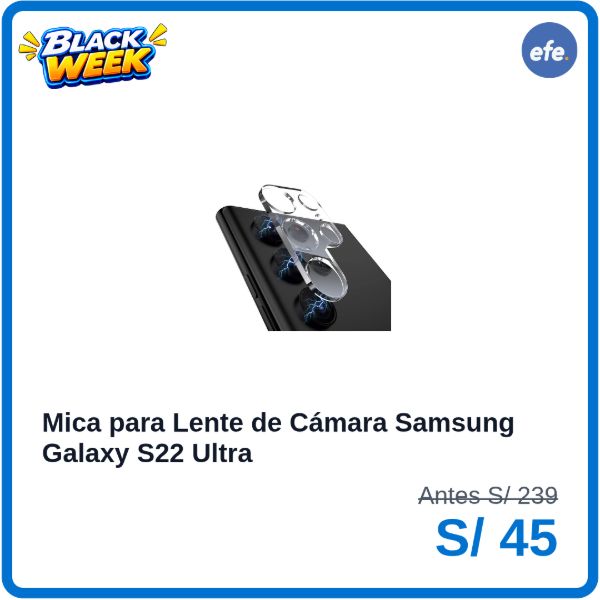 BLACK
WEEK
efe.
Mica para Lente de Cámara Samsung
Galaxy S22 Ultra
Antes S/ 239
S/ 45